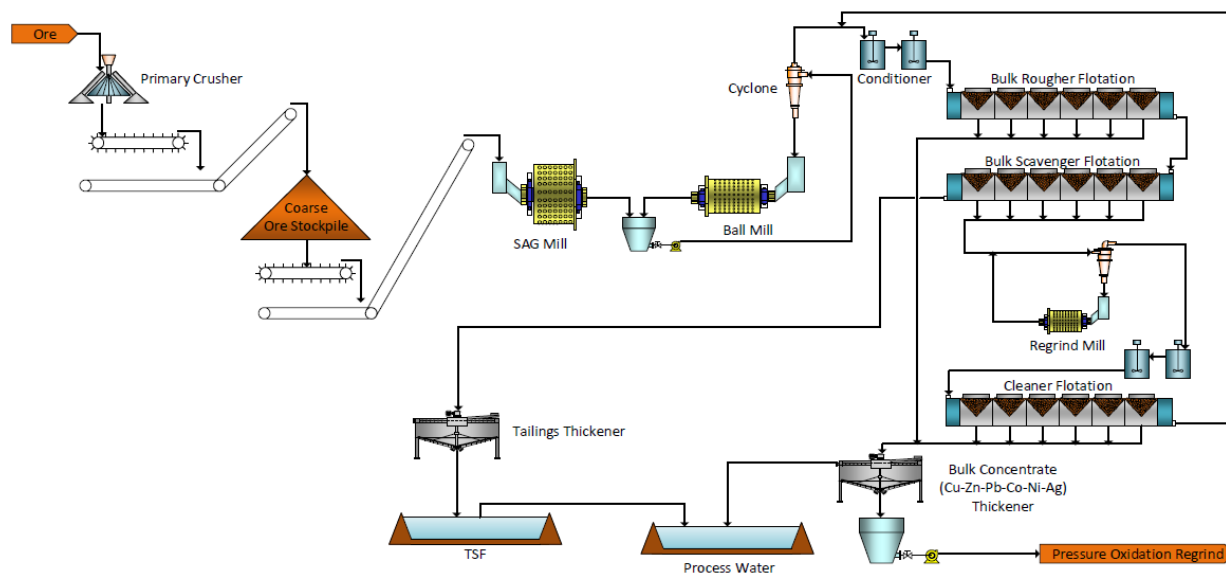 Ore
Primary Crusher
Coarse
Ore Stockpile
SAG Mill
Cyclone
Ball Mill
Conditioner
Bulk Rougher Flotation
Bulk Scavenger Flotation
Regrind Mill
Cleaner Flotation
Tailings Thickener
TSF
Process Water
Bulk Concentrate
(Cu-Zn-Pb-Co-Ni-Ag)
Thickener
Pressure Oxidation Regrind